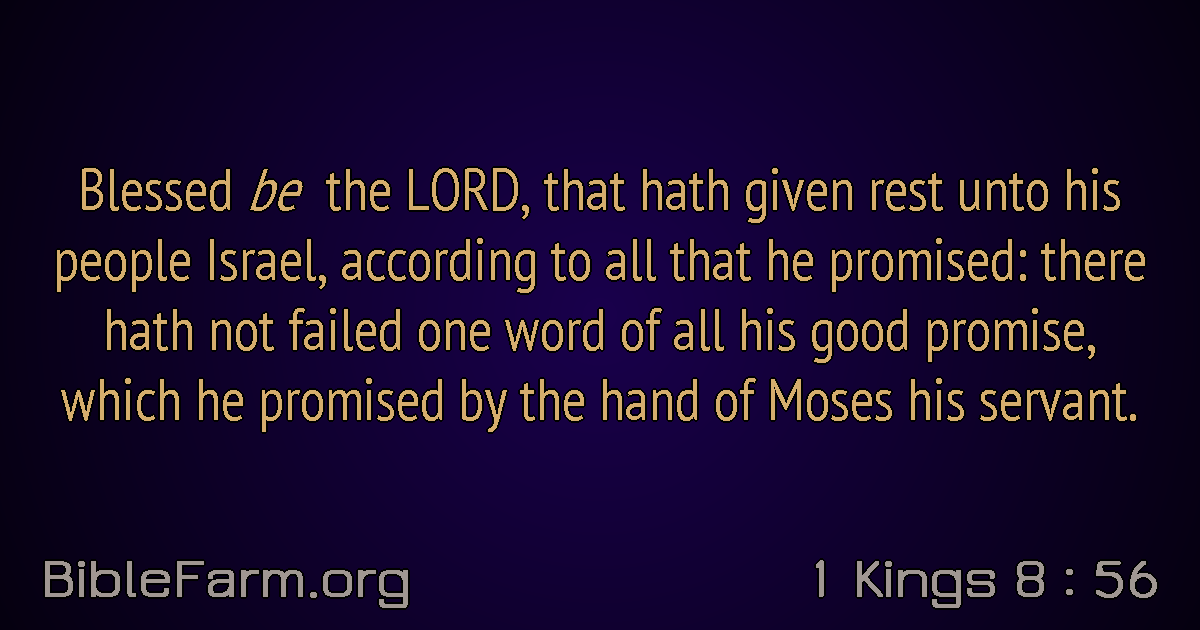 Blessed be the LORD, that hath given rest unto his
people Israel, according to all that he promised: there
hath not failed one word of all his good promise,
which he promised by the hand of Moses his servant.
BibleFarm.org
1 Kings 8 : 56